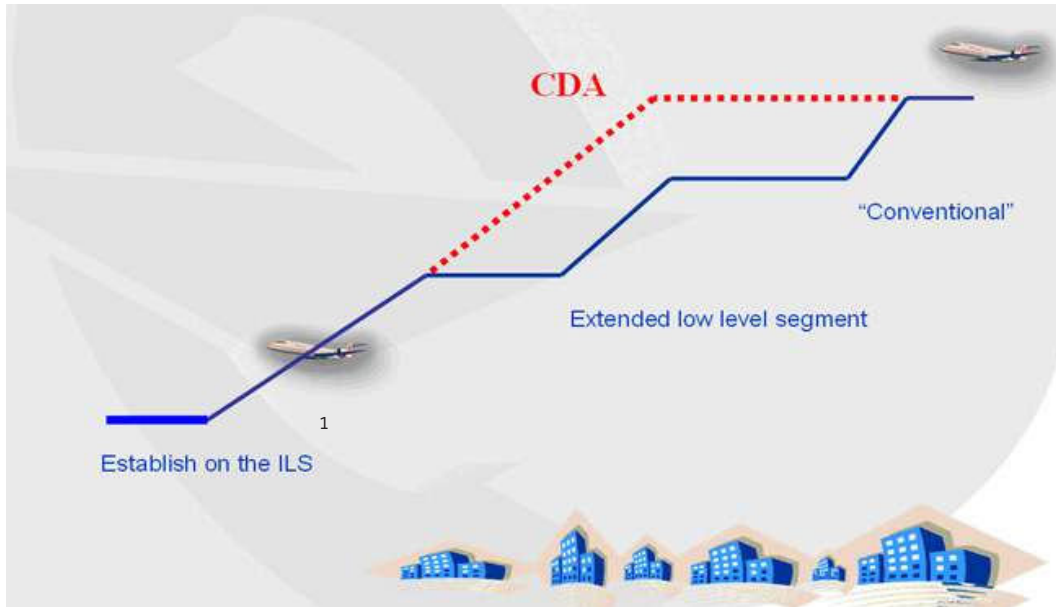 CDA
“Conventional”
Extended low level segment
1
Establish on the ILS